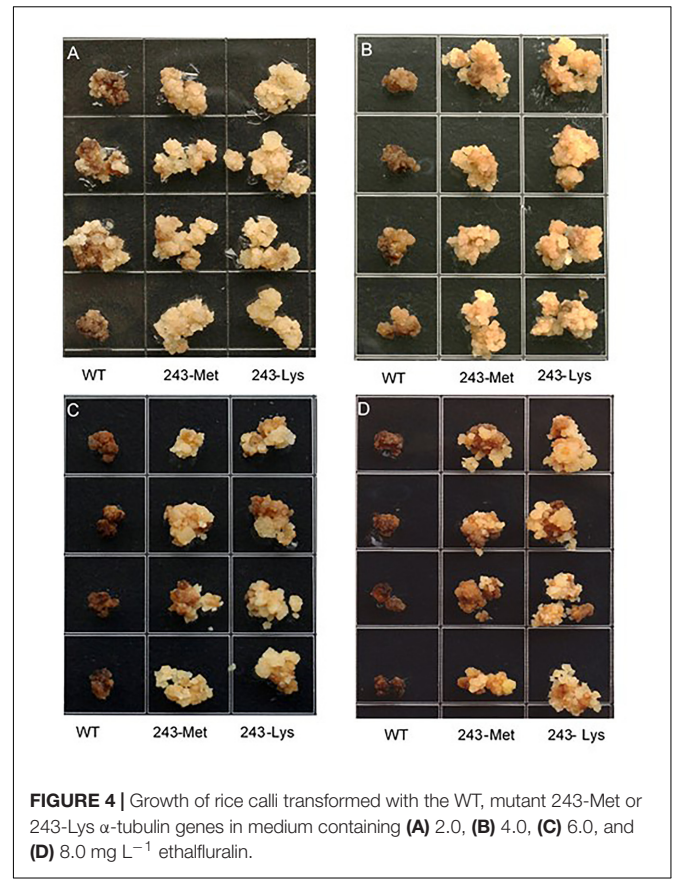 A
B
WT 243-Met 243-Lys
WT 243-Met 243-Lys
C
D
WT 243-Met 243-Lys
WT 243-Met 243- Lys
FIGURE 4 | Growth of rice calli transformed with the WT, mutant 243-Met or
243-Lys α-tubulin genes in medium containing (A) 2.0, (B) 4.0, (C) 6.0, and
(D) 8.0 mg L⁻¹ ethalfluralin.